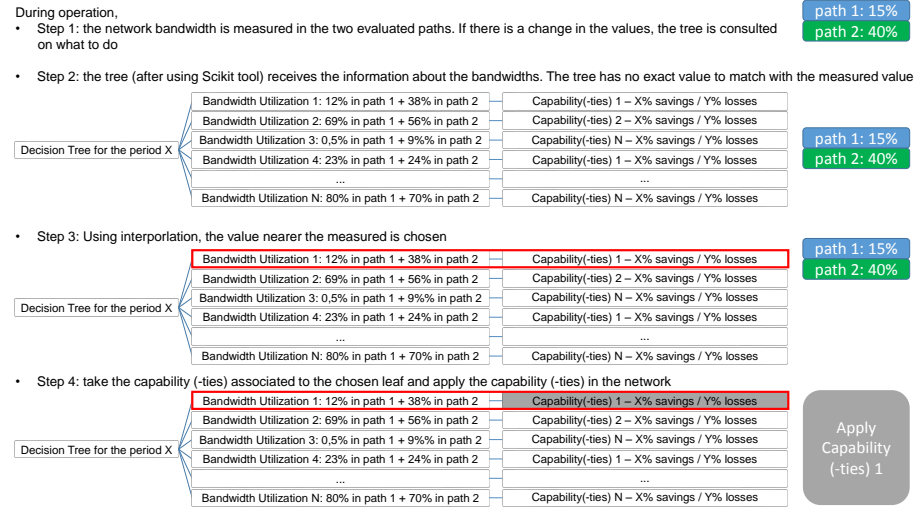 During operation,
• Step 1: the network bandwidth is measured in the two evaluated paths. If there is a change in the values, the tree is consulted
on what to do
path 1: 15%
path 2: 40%
• Step 2: the tree (after using Scikit tool) receives the information about the bandwidths. The tree has no exact value to match with the measured value
Decision Tree for the period X
Bandwidth Utilization 1: 12% in path 1 + 38% in path 2
Capability(-ties) 1 – X% savings / Y% losses
Bandwidth Utilization 2: 69% in path 1 + 56% in path 2
Capability(-ties) 2 – X% savings / Y% losses
Bandwidth Utilization 3: 0,5% in path 1 + 9%% in path 2
Capability(-ties) N – X% savings / Y% losses
Bandwidth Utilization 4: 23% in path 1 + 24% in path 2
Capability(-ties) 1 – X% savings / Y% losses
...
...
Bandwidth Utilization N: 80% in path 1 + 70% in path 2
Capability(-ties) N – X% savings / Y% losses
path 1: 15%
path 2: 40%
• Step 3: Using interporlation, the value nearer the measured is chosen
Decision Tree for the period X
Bandwidth Utilization 1: 12% in path 1 + 38% in path 2
Capability(-ties) 1 – X% savings / Y% losses
Bandwidth Utilization 2: 69% in path 1 + 56% in path 2
Capability(-ties) 2 – X% savings / Y% losses
Bandwidth Utilization 3: 0,5% in path 1 + 9%% in path 2
Capability(-ties) N – X% savings / Y% losses
Bandwidth Utilization 4: 23% in path 1 + 24% in path 2
Capability(-ties) 1 – X% savings / Y% losses
...
...
Bandwidth Utilization N: 80% in path 1 + 70% in path 2
Capability(-ties) N – X% savings / Y% losses
path 1: 15%
path 2: 40%
• Step 4: take the capability (-ties) associated to the chosen leaf and apply the capability (-ties) in the network
Decision Tree for the period X
Bandwidth Utilization 1: 12% in path 1 + 38% in path 2
Capability(-ties) 1 – X% savings / Y% losses
Bandwidth Utilization 2: 69% in path 1 + 56% in path 2
Capability(-ties) 2 – X% savings / Y% losses
Bandwidth Utilization 3: 0,5% in path 1 + 9%% in path 2
Capability(-ties) N – X% savings / Y% losses
Bandwidth Utilization 4: 23% in path 1 + 24% in path 2
Capability(-ties) 1 – X% savings / Y% losses
...
...
Bandwidth Utilization N: 80% in path 1 + 70% in path 2
Capability(-ties) N – X% savings / Y% losses
Apply
Capability
(-ties) 1